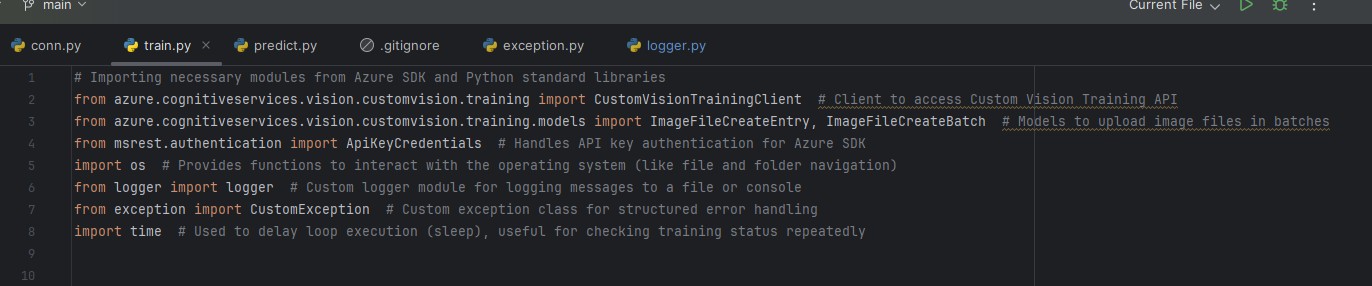 main
Current File
conn.py
train.py
predict.py
.gitignore
exception.py
logger.py
1 # Importing necessary modules from Azure SDK and Python standard libraries
2 from azure.cognitiveservices.vision.customvision.training import CustomVisionTrainingClient  # Client to access Custom Vision Training API
3 from azure.cognitiveservices.vision.customvision.training.models import ImageFileCreateEntry, ImageFileCreateBatch  # Models to upload image files in batches
4 from msrest.authentication import ApiKeyCredentials  # Handles API key authentication for Azure SDK
5 import os  # Provides functions to interact with the operating system (like file and folder navigation)
6 from logger import logger  # Custom logger module for logging messages to a file or console
7 from exception import CustomException  # Custom exception class for structured error handling
8 import time  # Used to delay loop execution (sleep), useful for checking training status repeatedly
9
10